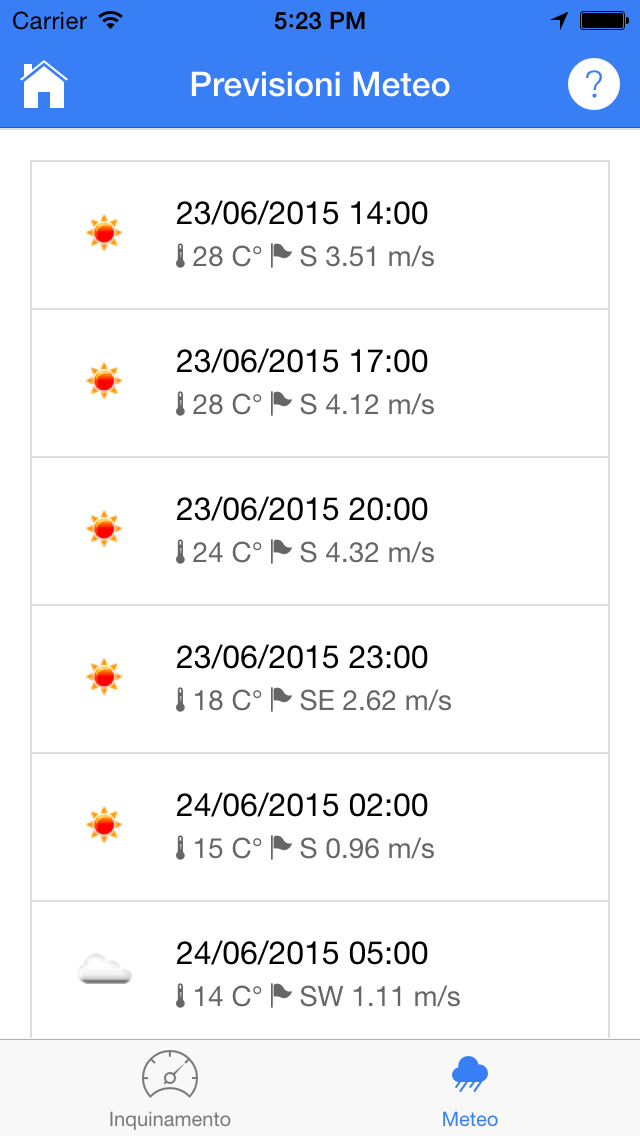 Carrier 5:23 PM
Previsioni Meteo ?
23/06/2015 14:00
28 C° S 3.51 m/s
23/06/2015 17:00
28 C° S 4.12 m/s
23/06/2015 20:00
24 C° S 4.32 m/s
23/06/2015 23:00
18 C° SE 2.62 m/s
24/06/2015 02:00
15 C° S 0.96 m/s
24/06/2015 05:00
14 C° SW 1.11 m/s
Inquinamento Meteo